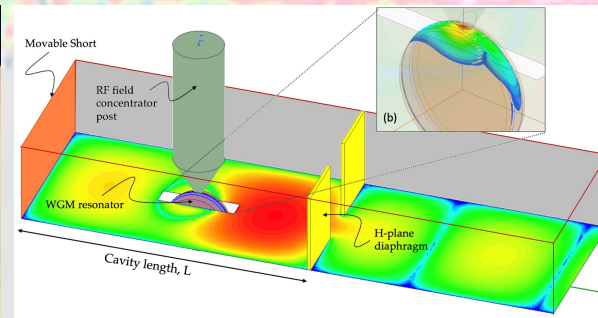 Movable Short
RF field
concentrator
post
(b)
WGM resonator
H-plane
diaphragm
Cavity length, L